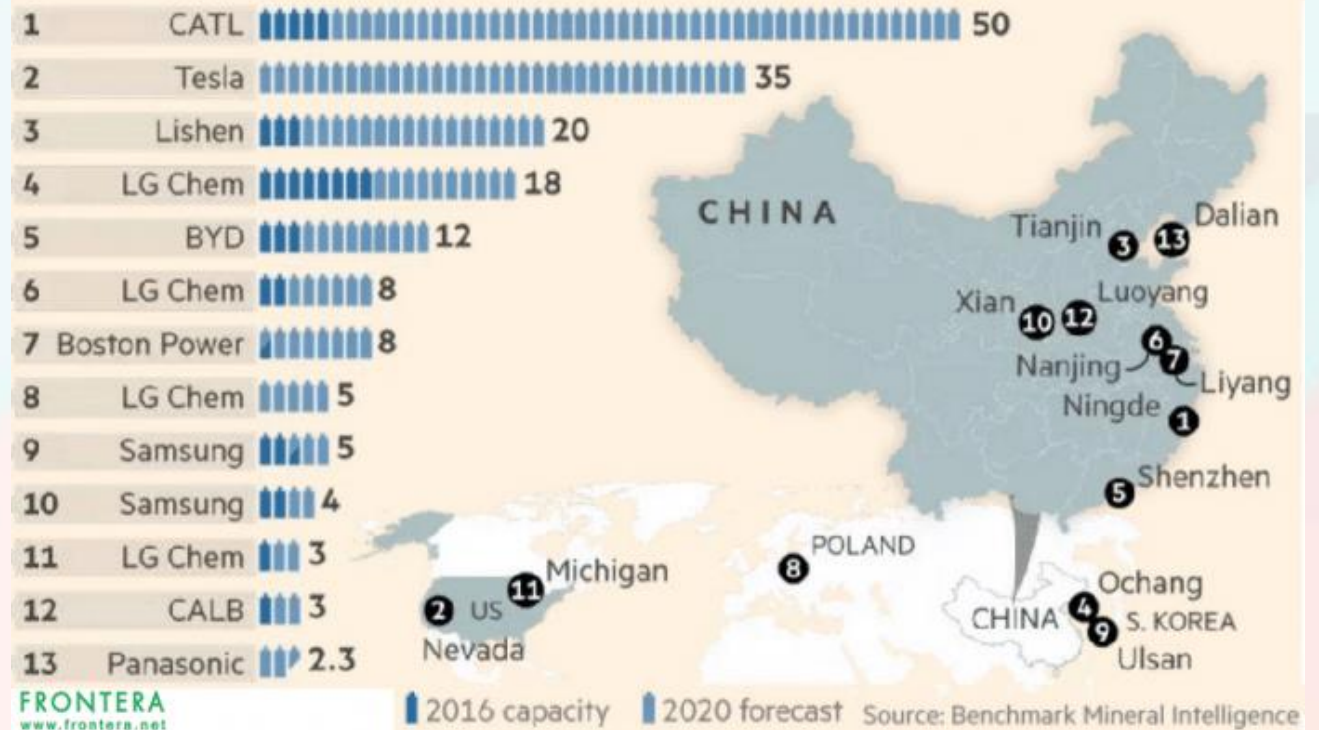 1 CATL 50
2 Tesla 35
3 Lishen 20
4 LG Chem 18
5 BYD 12
6 LG Chem 8
7 Boston Power 8
8 LG Chem 5
9 Samsung 5
10 Samsung 4
11 LG Chem 3
12 CALB 3
13 Panasonic 2.3
CHINA
Tianjin 3
13 Dalian
Xian 10
12 Luoyang
Nanjing 6
7 Liyang
Ningde 1
5 Shenzhen
8 POLAND
11 Michigan
2 US
Nevada
CHINA
4 Ochang
9 S. KOREA
Ulsan
FRONTERA
www.frontera.net
2016 capacity 2020 forecast Source: Benchmark Mineral Intelligence